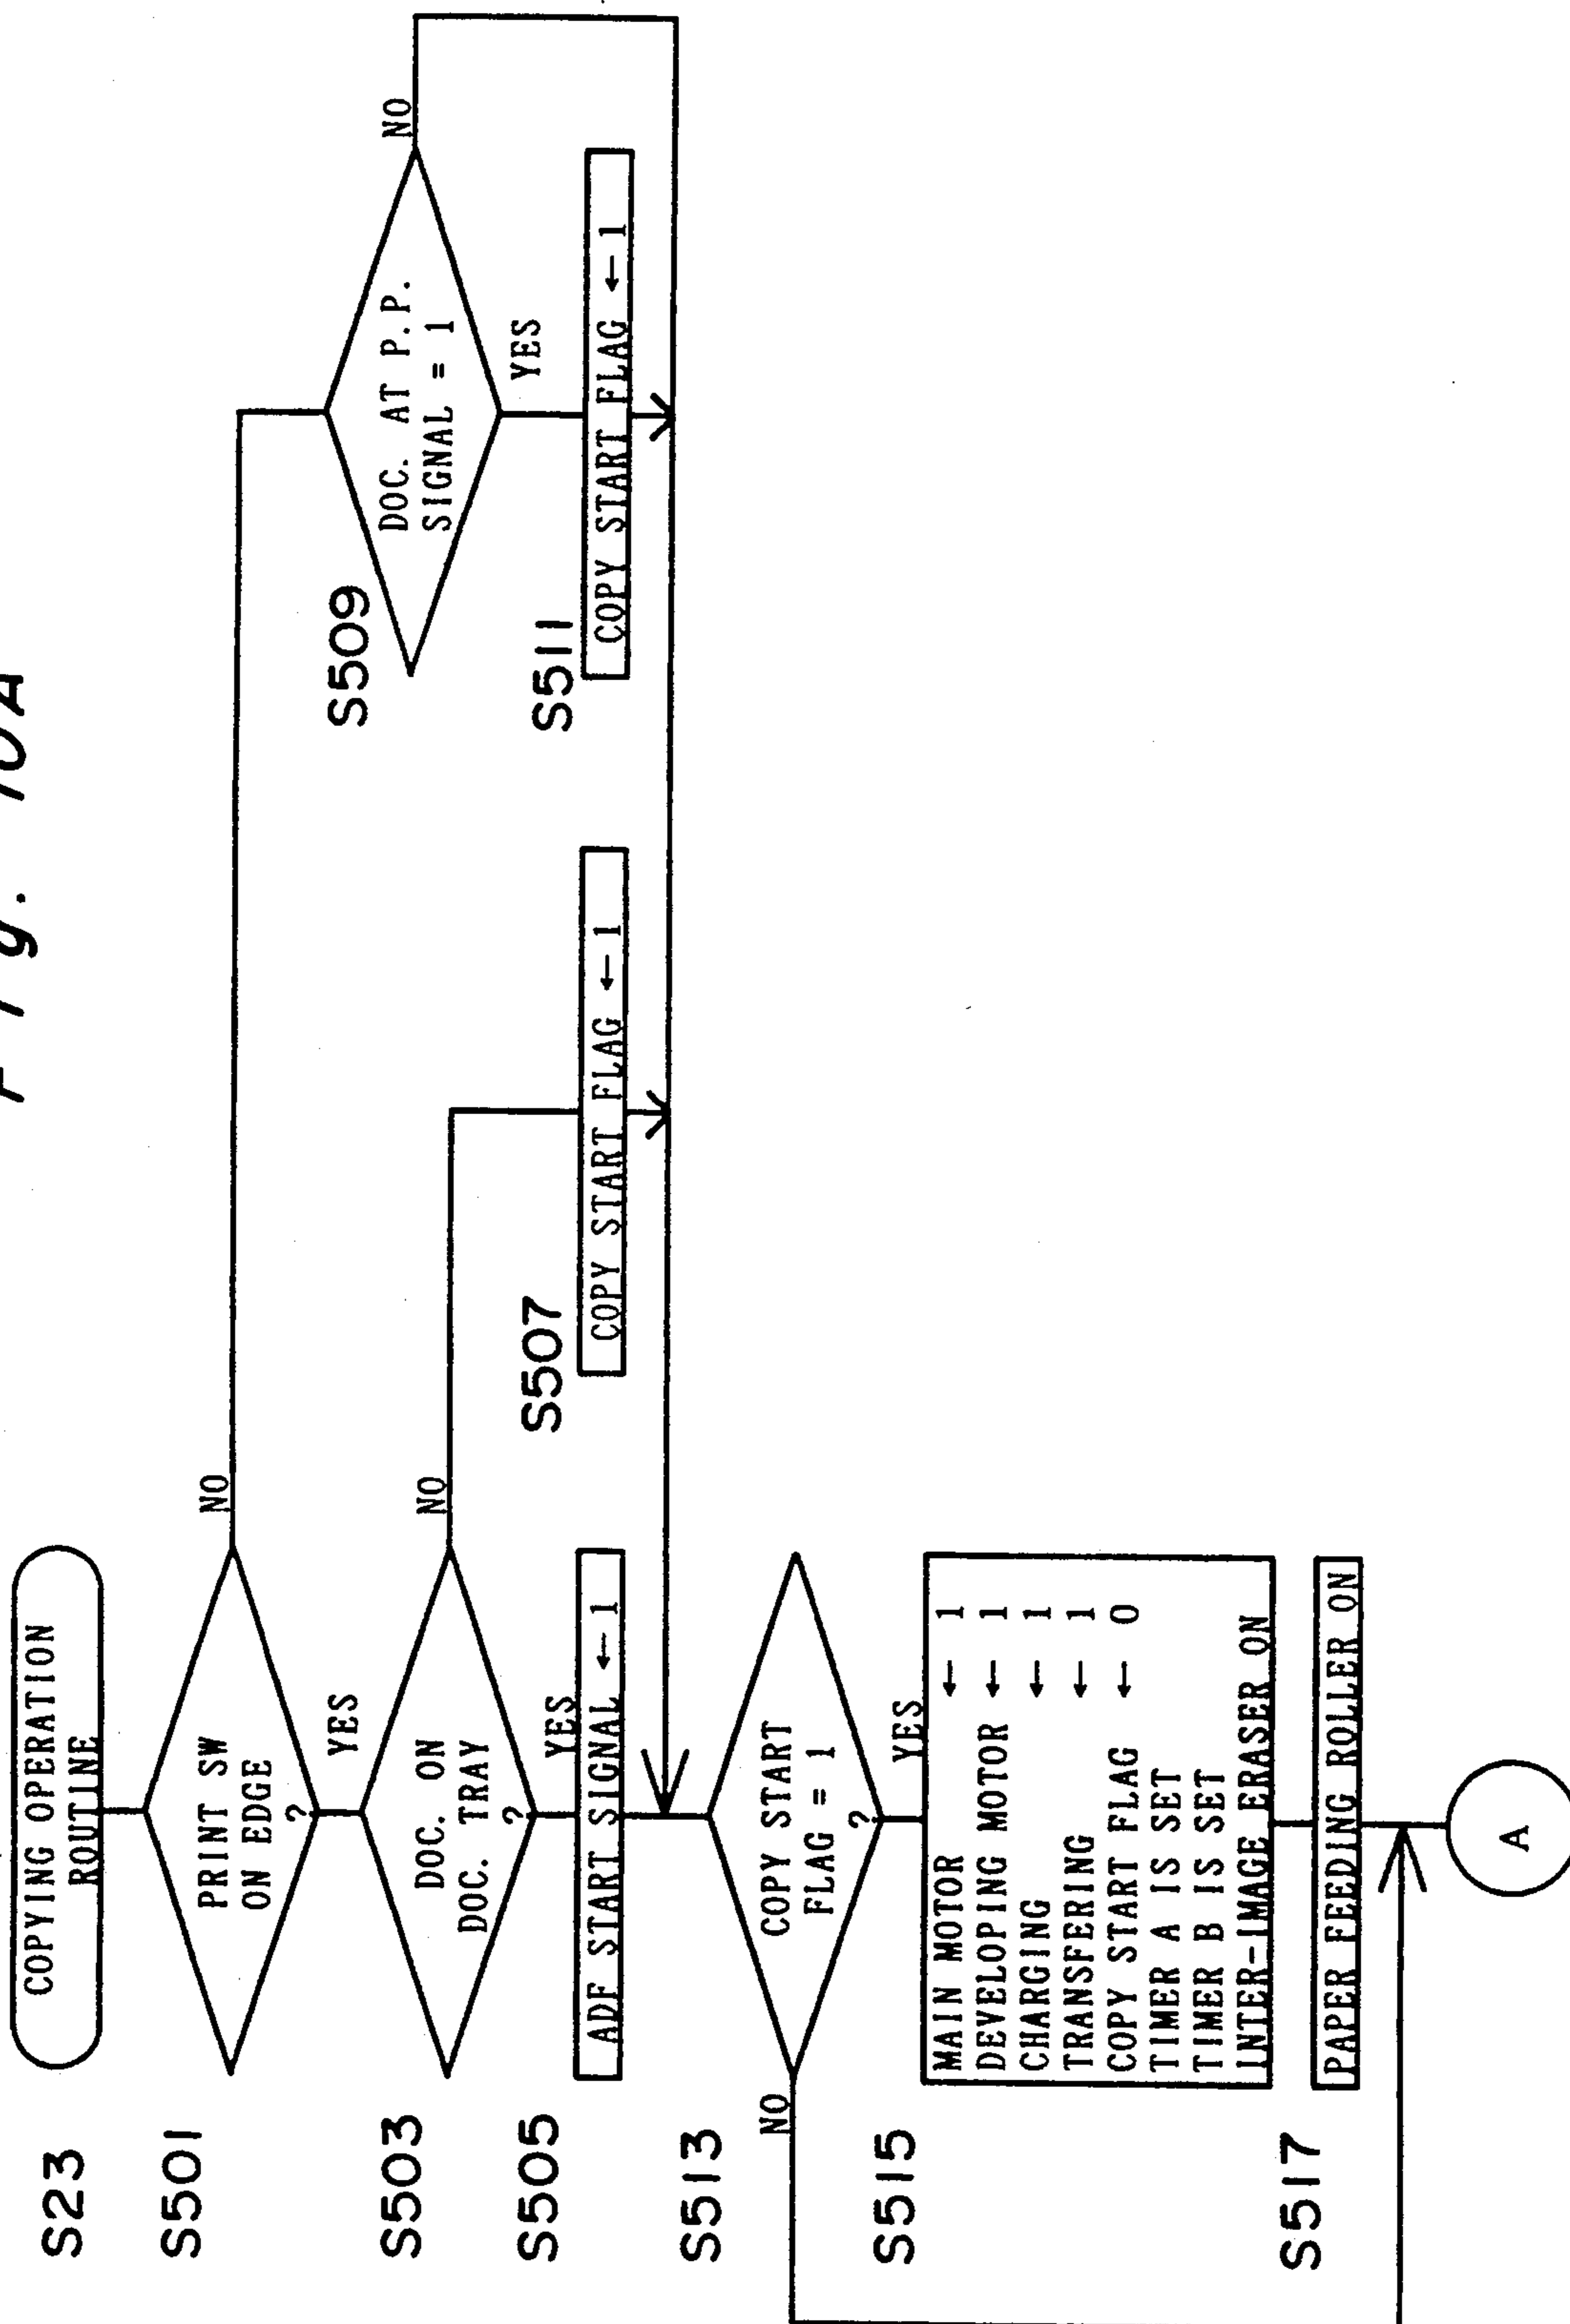 Fig. 10A
S23
COPYING OPERATION
ROUTINE
S501
PRINT SW
ON EDGE
?
NO
YES
S503
DOC. ON
DOC. TRAY
?
NO
YES
S505
ADF START SIGNAL ← 1
S507
COPY START FLAG ← 1
S509
DOC. AT P.P.
SIGNAL = 1
NO
YES
S511
COPY START FLAG ← 1
S513
COPY START
FLAG = 1
?
NO
YES
S515
MAIN MOTOR ← 1
DEVELOPING MOTOR ← 1
CHARGING ← 1
TRANSFERING ← 1
COPY START FLAG ← 0
TIMER A IS SET
TIMER B IS SET
INTER-IMAGE ERASER ON
S517
PAPER FEEDING ROLLER ON
A